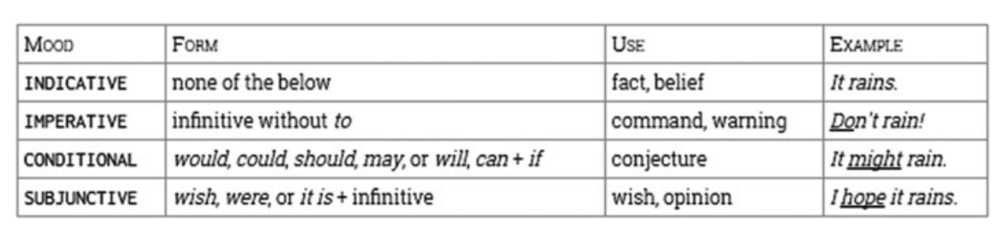 MOOD FORM USE EXAMPLE
INDICATIVE none of the below fact, belief It rains.
IMPERATIVE infinitive without to command, warning Don't rain!
CONDITIONAL would, could, should, may, or will, can + if conjecture It might rain.
SUBJUNCTIVE wish, were, or it is + infinitive wish, opinion I hope it rains.